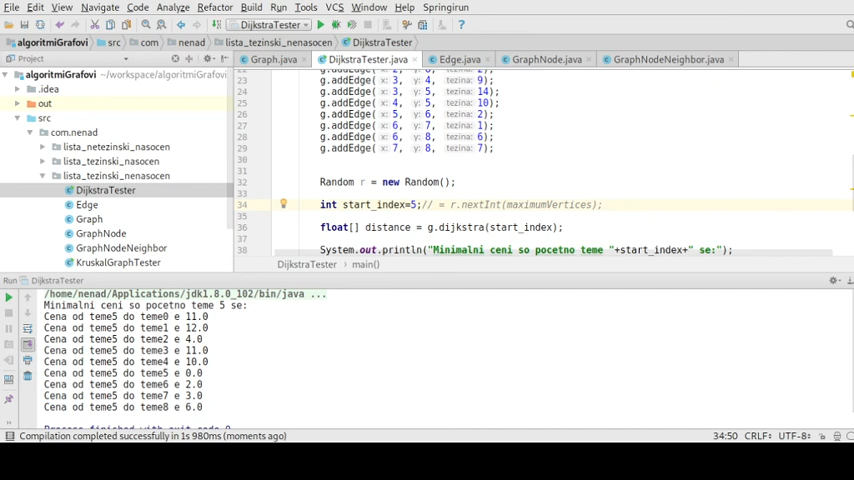 File Edit View Navigate Code Analyze Refactor Build Run Tools VCS Window Help Springirun
DijkstraTester
algoritmiGrafovi src com nenad lista_tezinski_nenasocen DijkstraTester
Project
Graph.java DijkstraTester.java Edge.java GraphNode.java GraphNodeNeighbor.java
algoritmiGrafovi ~/workspace/algoritmiGrafovi
.idea
out
src
com.nenad
lista_netezinski_nasocen
lista_tezinski_nasocen
lista_tezinski_nenasocen
DijkstraTester
Edge
Graph
GraphNode
GraphNodeNeighbor
KruskalGraphTester
23 g.addEdge( x: 3, y: 4, tezina: 9);
24 g.addEdge( x: 3, y: 5, tezina: 14);
25 g.addEdge( x: 4, y: 5, tezina: 10);
26 g.addEdge( x: 5, y: 6, tezina: 2);
27 g.addEdge( x: 6, y: 7, tezina: 1);
28 g.addEdge( x: 6, y: 8, tezina: 6);
29 g.addEdge( x: 7, y: 8, tezina: 7);
30
31
32 Random r = new Random();
33
34 int start_index=5;// = r.nextInt(maximumVertices);
36 float[] distance = g.dijkstra(start_index);
38 System.out.println("Minimalni ceni so pocetno teme "+start_index+" se:");
DijkstraTester main()
Run DijkstraTester
/home/nenad/Applications/jdk1.8.0_102/bin/java ...
Minimalni ceni so pocetno teme 5 se:
Cena od teme5 do teme0 e 11.0
Cena od teme5 do teme1 e 12.0
Cena od teme5 do teme2 e 4.0
Cena od teme5 do teme3 e 11.0
Cena od teme5 do teme4 e 10.0
Cena od teme5 do teme5 e 0.0
Cena od teme5 do teme6 e 2.0
Cena od teme5 do teme7 e 3.0
Cena od teme5 do teme8 e 6.0
Process finished with exit code 0
Compilation completed successfully in 1s 980ms (moments ago) 34:50 CRLF÷ UTF-8÷